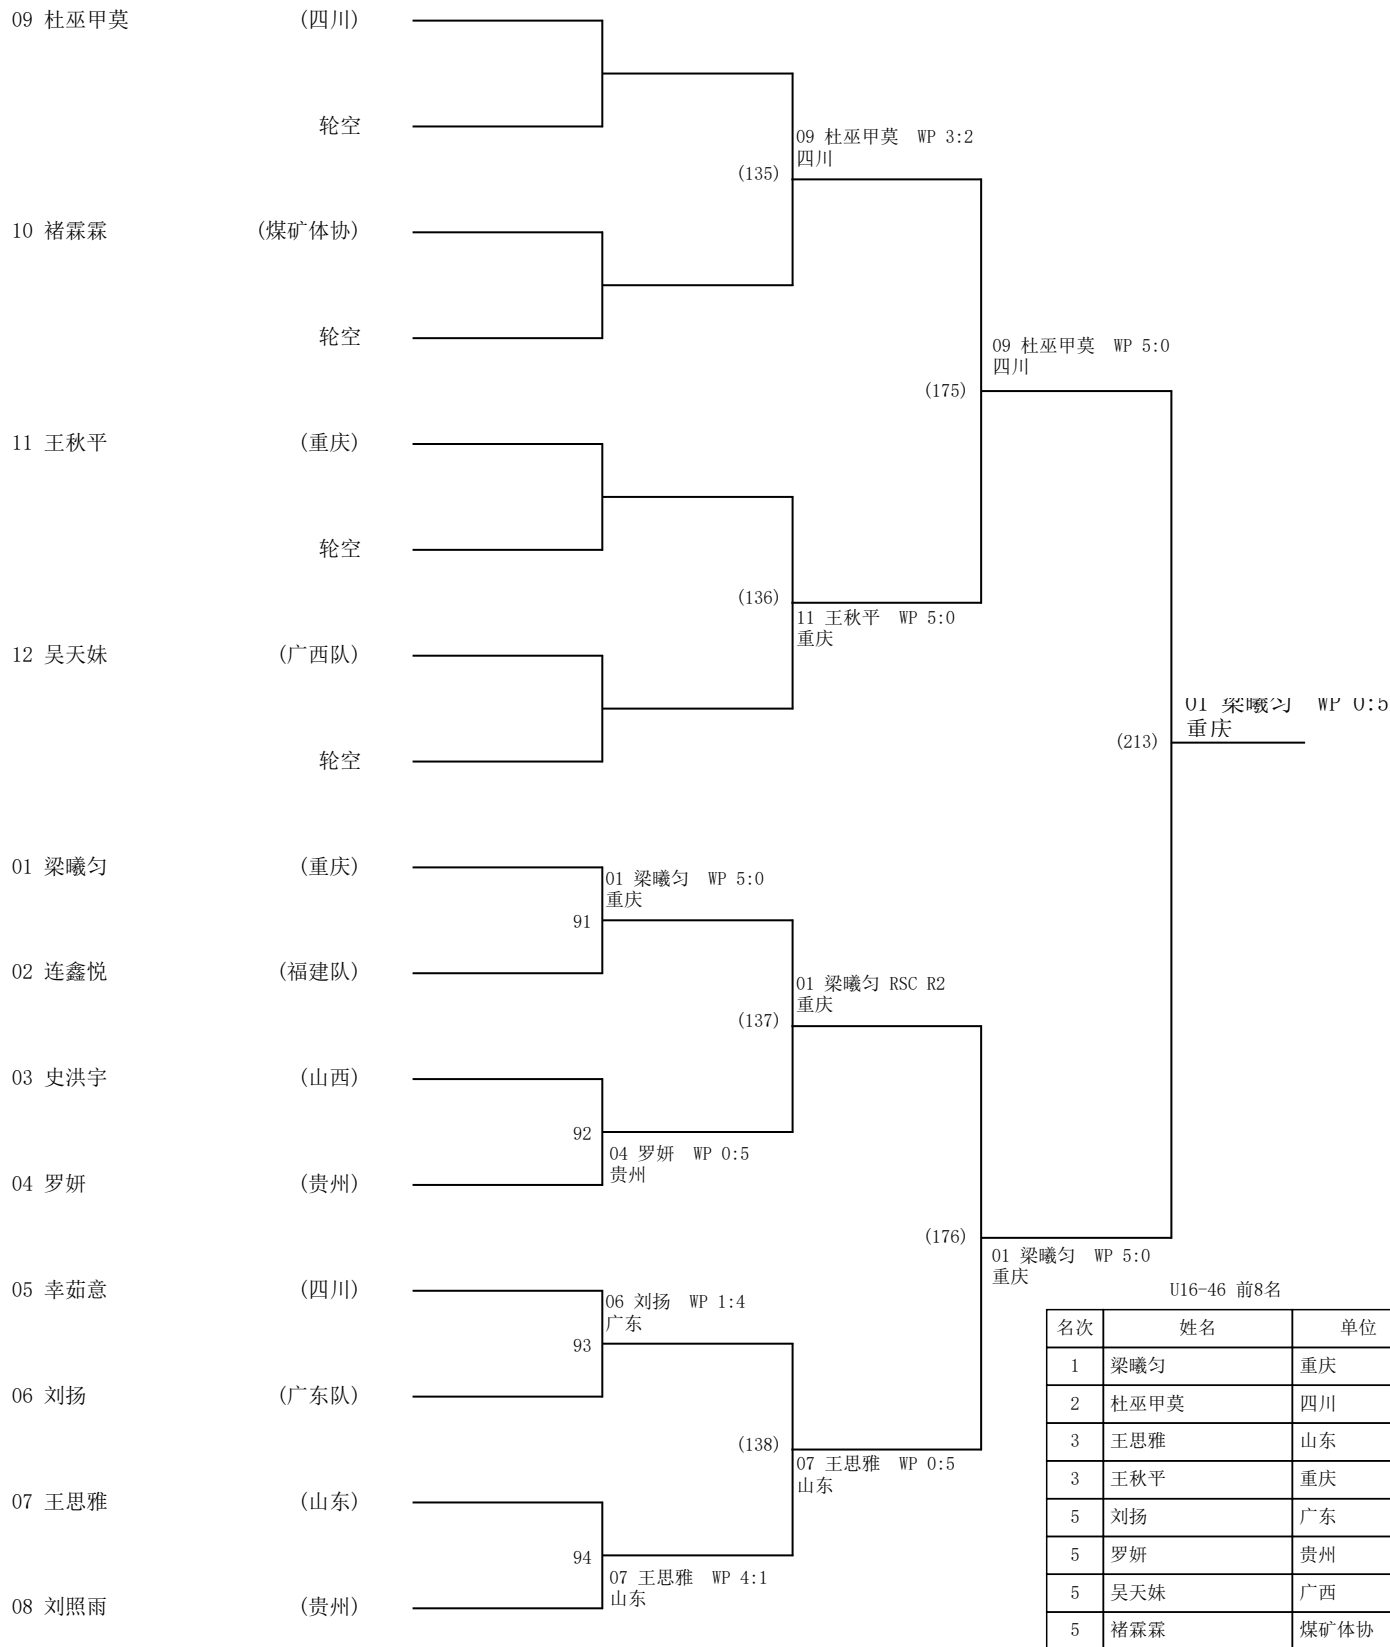 09 杜巫甲莫 (四川)
轮空
09 杜巫甲莫 WP 3:2
四川
(135)
10 褚霖霖 (煤矿体协)
轮空
09 杜巫甲莫 WP 5:0
四川
(175)
11 王秋平 (重庆)
轮空
(136)
11 王秋平 WP 5:0
重庆
12 吴天妹 (广西队)
01 梁曦匀 WP 0:5
重庆
(213)
轮空
01 梁曦匀 (重庆)
01 梁曦匀 WP 5:0
重庆
91
02 连鑫悦 (福建队)
01 梁曦匀 RSC R2
重庆
(137)
03 史洪宇 (山西)
92
04 罗妍 WP 0:5
贵州
04 罗妍 (贵州)
(176)
01 梁曦匀 WP 5:0
重庆
05 幸茹意 (四川)
06 刘扬 WP 1:4
广东
93
06 刘扬 (广东队)
(138)
07 王思雅 WP 0:5
山东
07 王思雅 (山东)
94
07 王思雅 WP 4:1
山东
08 刘照雨 (贵州)
U16-46 前8名
名次 姓名 单位
1 梁曦匀 重庆
2 杜巫甲莫 四川
3 王思雅 山东
3 王秋平 重庆
5 刘扬 广东
5 罗妍 贵州
5 吴天妹 广西
5 褚霖霖 煤矿体协